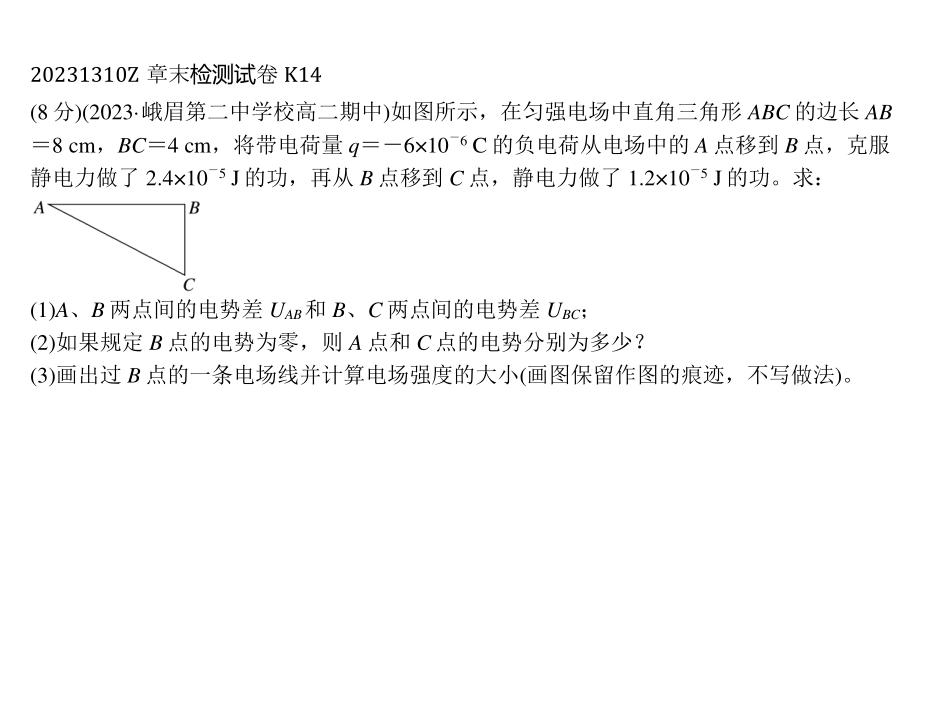 20231310Z 章末检测试卷 K14
(8 分)(2023·峨眉第二中学校高二期中)如图所示，在匀强电场中直角三角形 ABC 的边长 AB
＝8 cm，BC＝4 cm，将带电荷量 q＝－6×10⁻⁶ C 的负电荷从电场中的 A 点移到 B 点，克服
静电力做了 2.4×10⁻⁵ J 的功，再从 B 点移到 C 点，静电力做了 1.2×10⁻⁵ J 的功。求：
A
B
C
(1)A、B 两点间的电势差 U_AB 和 B、C 两点间的电势差 U_BC；
(2)如果规定 B 点的电势为零，则 A 点和 C 点的电势分别为多少？
(3)画出过 B 点的一条电场线并计算电场强度的大小(画图保留作图的痕迹，不写做法)。